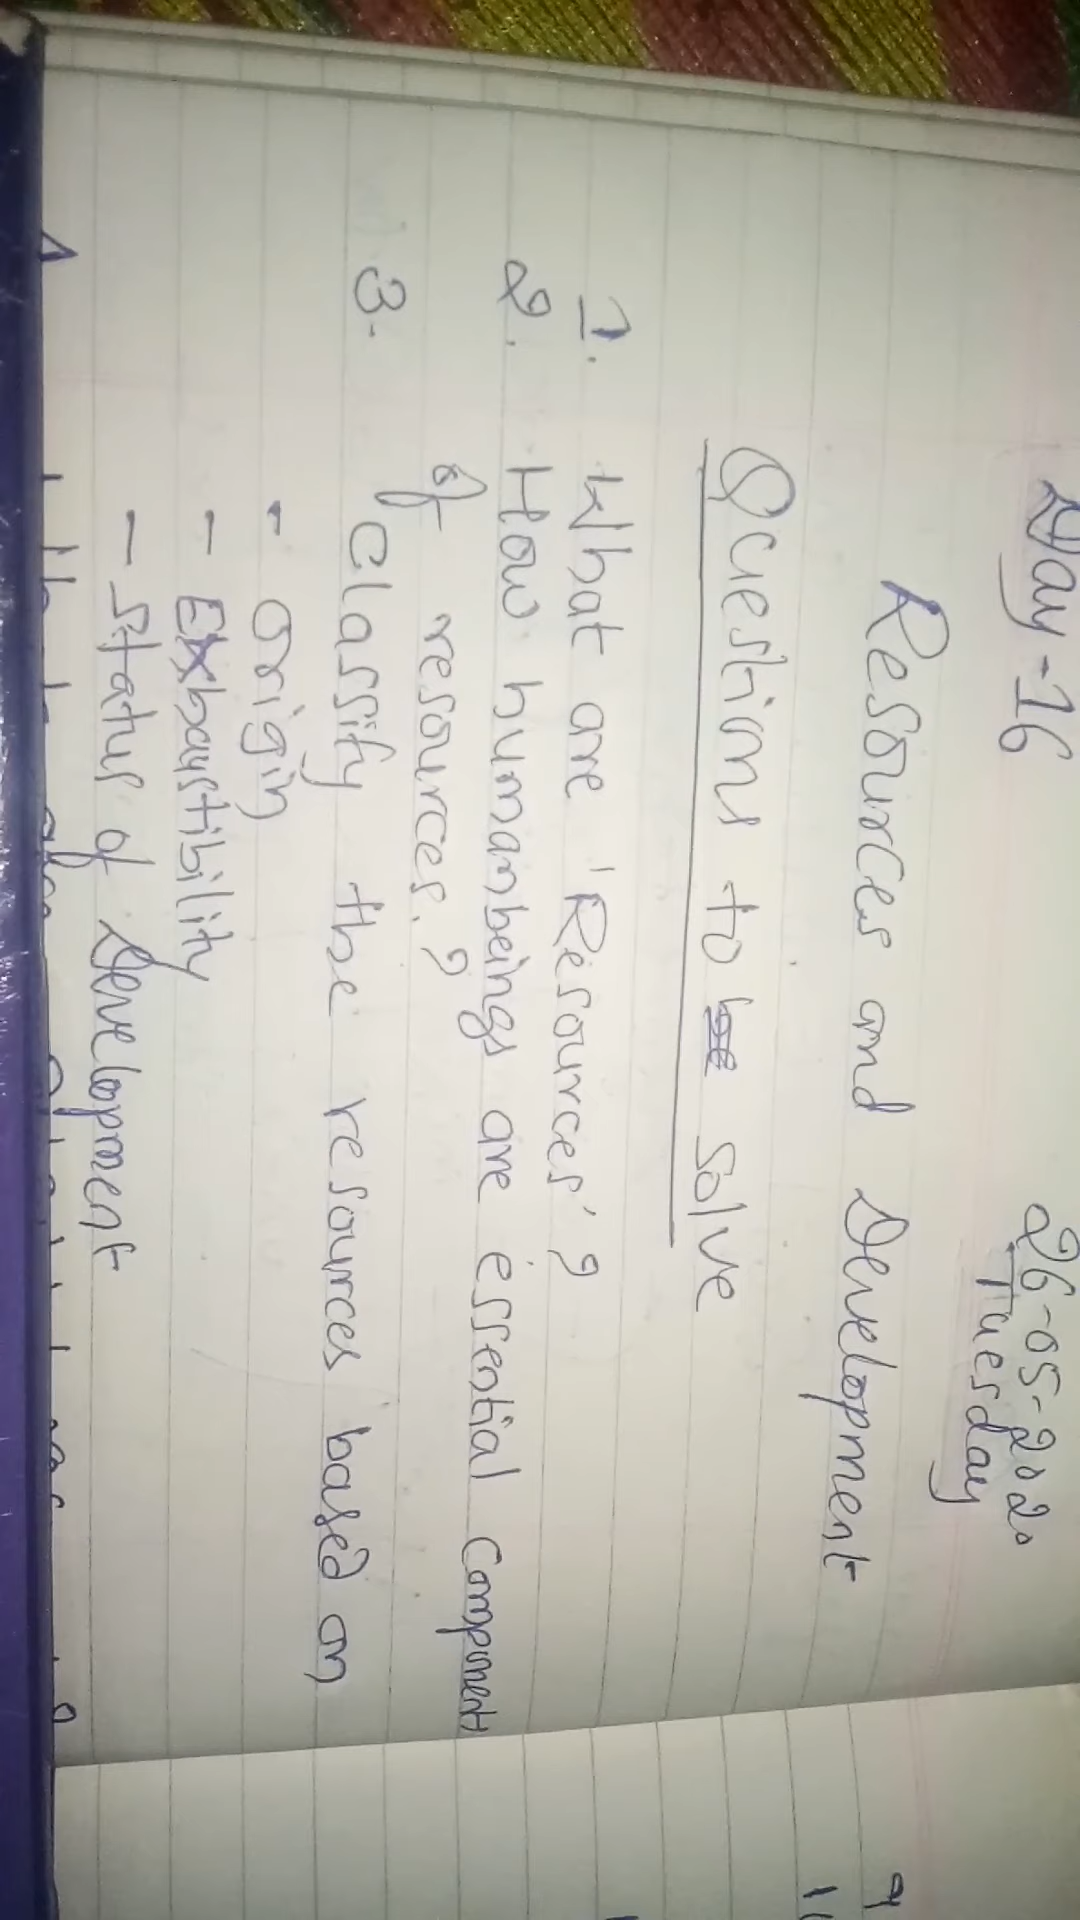 Day-16
26-05-2020
Tuesday
Resources and Development
Questions to solve
1. What are 'Resources'?
2. How humanbeings are essential component
of resources?
3. Classify the resources based on
- Origin
- Exhaustibility
- Status of Development